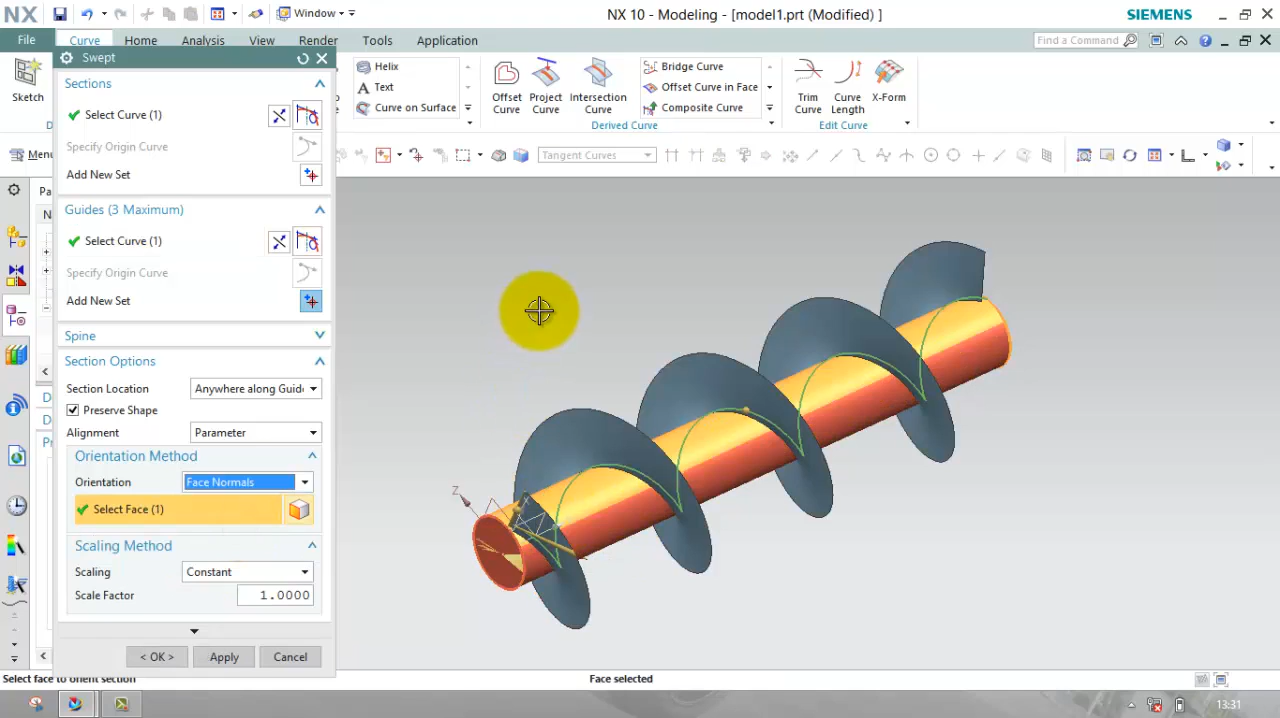 NX
Window
NX 10 - Modeling - [model1.prt (Modified) ]
SIEMENS
File
Curve
Home
Analysis
View
Render
Tools
Application
Find a Command
Swept
Sketch
Helix
Text
Curve on Surface
Offset
Curve
Project
Curve
Intersection
Curve
Bridge Curve
Offset Curve in Face
Composite Curve
Derived Curve
Trim
Curve
Curve
Length
X-Form
Edit Curve
Menu
Tangent Curves
Sections
Select Curve (1)
Specify Origin Curve
Add New Set
Guides (3 Maximum)
Select Curve (1)
Specify Origin Curve
Add New Set
Spine
Section Options
Section Location
Anywhere along Guid
Preserve Shape
Alignment
Parameter
Orientation Method
Orientation
Face Normals
Select Face (1)
Scaling Method
Scaling
Constant
Scale Factor
1.0000
< OK >
Apply
Cancel
Z
Select face to orient section
Face selected
13:31